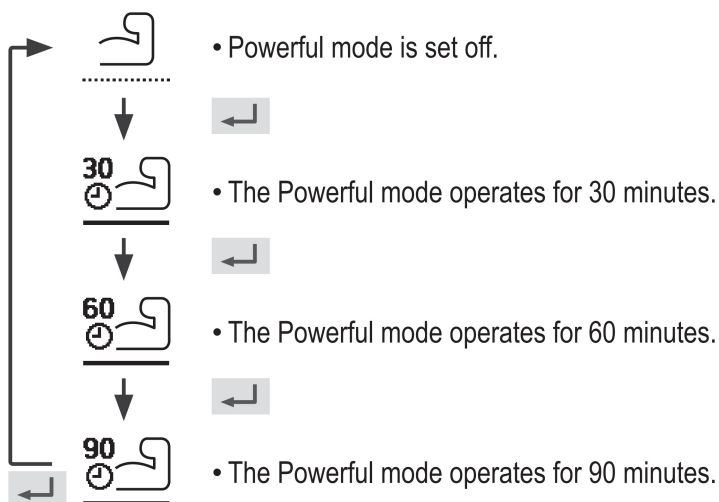 • Powerful mode is set off.
30
• The Powerful mode operates for 30 minutes.
60
• The Powerful mode operates for 60 minutes.
90
• The Powerful mode operates for 90 minutes.